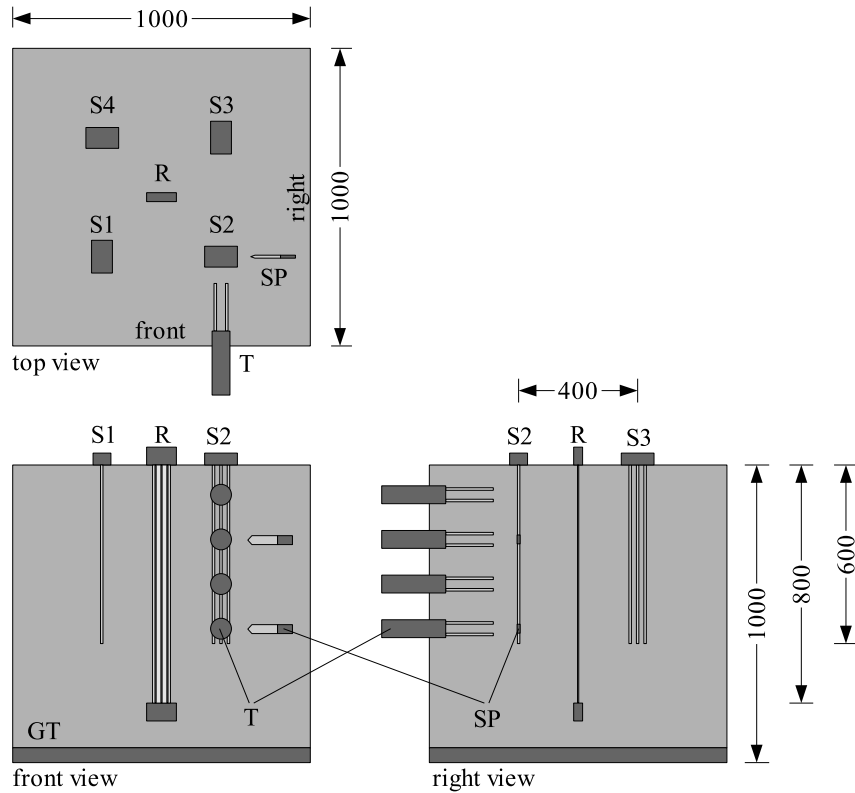 1000
S4 S3
R
right
1000
S1 S2
SP
front
T
top view
400
S1 R S2
S2 R S3
600
800
1000
T
SP
GT
front view
right view